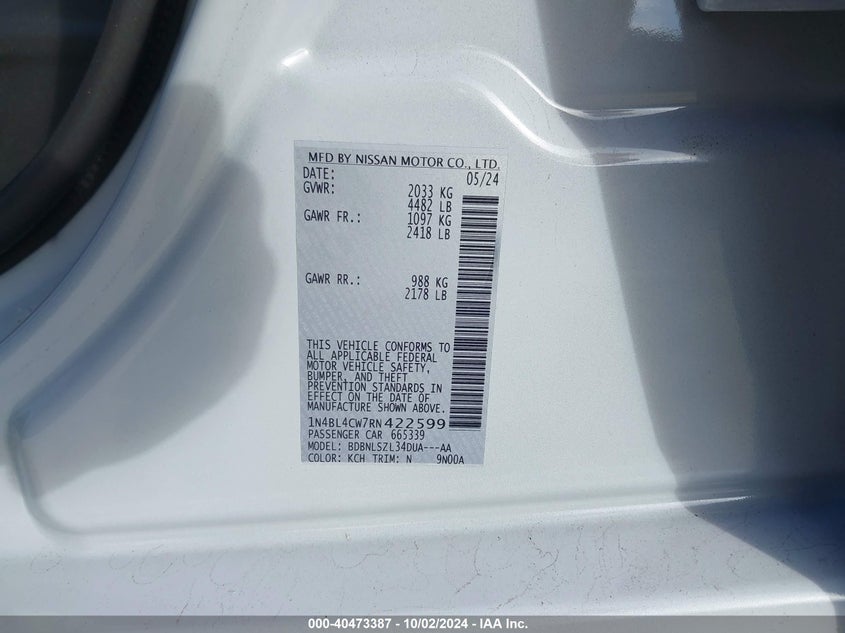 MFD BY NISSAN MOTOR CO., LTD.
DATE: 05/24
GVWR: 2033 KG
4482 LB
GAWR FR.: 1097 KG
2418 LB
GAWR RR.: 988 KG
2178 LB
THIS VEHICLE CONFORMS TO
ALL APPLICABLE FEDERAL
MOTOR VEHICLE SAFETY,
BUMPER, AND THEFT
PREVENTION STANDARDS IN
EFFECT ON THE DATE OF
MANUFACTURE SHOWN ABOVE.
1N4BL4CW7RN422599
PASSENGER CAR 665339
MODEL: BDBNLSZL34DUA---AA
COLOR: KCH TRIM: N 9N00A
000-40473387 - 10/02/2024 - IAA Inc.